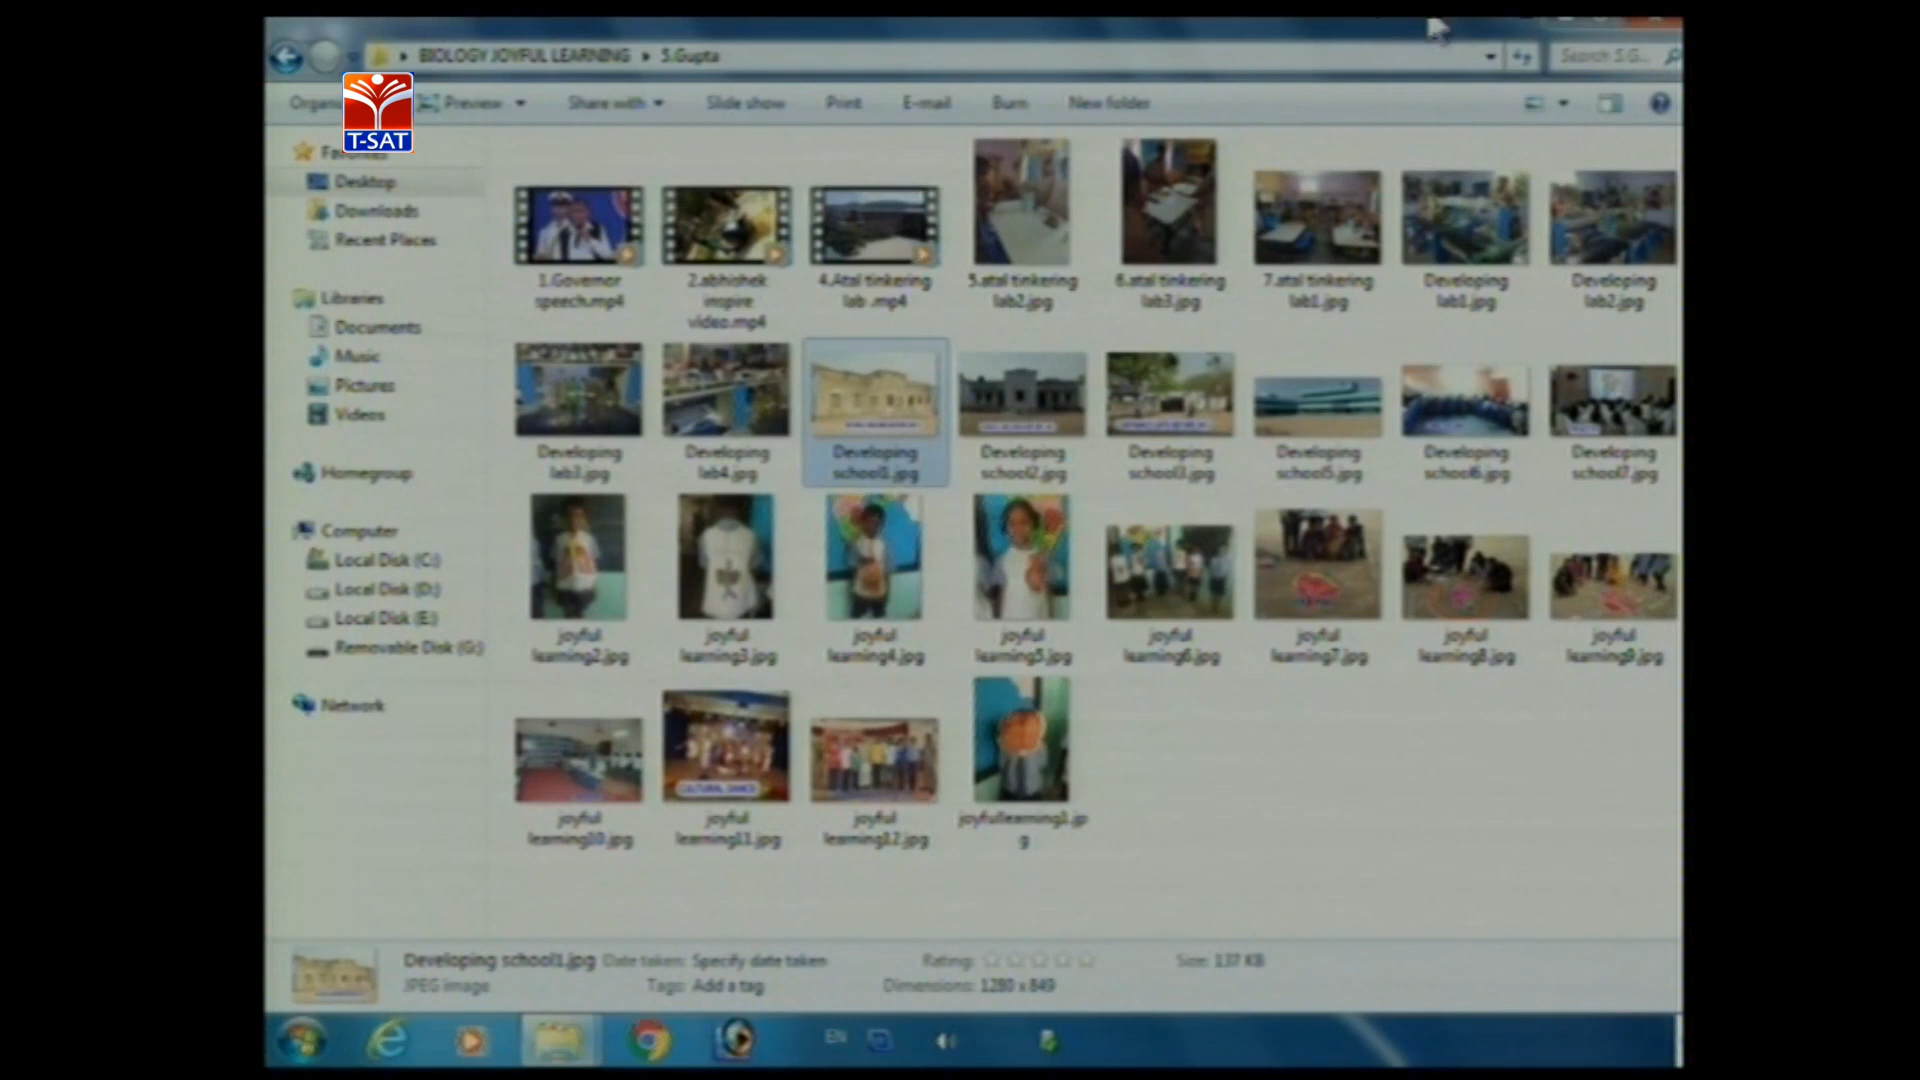 BIOLOGY JOYFUL LEARNING ▸ 5.Gupta
Search 5.G...
Preview
Share with
Slide show
Print
E-mail
Burn
New folder
T-SAT
Favorites
Desktop
Downloads
Recent Places
Libraries
Documents
Music
Pictures
Videos
Homegroup
Computer
Local Disk (C:)
Local Disk (D:)
Local Disk (E:)
Removable Disk (G:)
Network
1.Governor
speech.mp4
2.abhishek
inspire
video.mp4
4.Atal tinkering
lab .mp4
5.atal tinkering
lab2.jpg
6.atal tinkering
lab3.jpg
7.atal tinkering
lab1.jpg
Developing
lab1.jpg
Developing
lab2.jpg
Developing
lab3.jpg
Developing
lab4.jpg
Developing
school1.jpg
Developing
school2.jpg
Developing
school3.jpg
Developing
school5.jpg
Developing
school6.jpg
Developing
school7.jpg
joyful
learning2.jpg
joyful
learning3.jpg
joyful
learning4.jpg
joyful
learning5.jpg
joyful
learning6.jpg
joyful
learning7.jpg
joyful
learning8.jpg
joyful
learning9.jpg
CULTURAL DANCE
joyful
learning10.jpg
joyful
learning11.jpg
joyful
learning12.jpg
joyfullearning1.jp
g
Developing school1.jpg Date taken: Specify date taken Rating: Size: 137 KB
JPEG image Tags: Add a tag Dimensions: 1280 x 849
EN